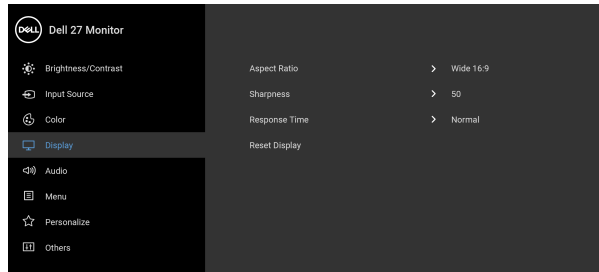 DELL Dell 27 Monitor
Brightness/Contrast
Input Source
Color
Display
Audio
Menu
Personalize
Others
Aspect Ratio > Wide 16:9
Sharpness > 50
Response Time > Normal
Reset Display